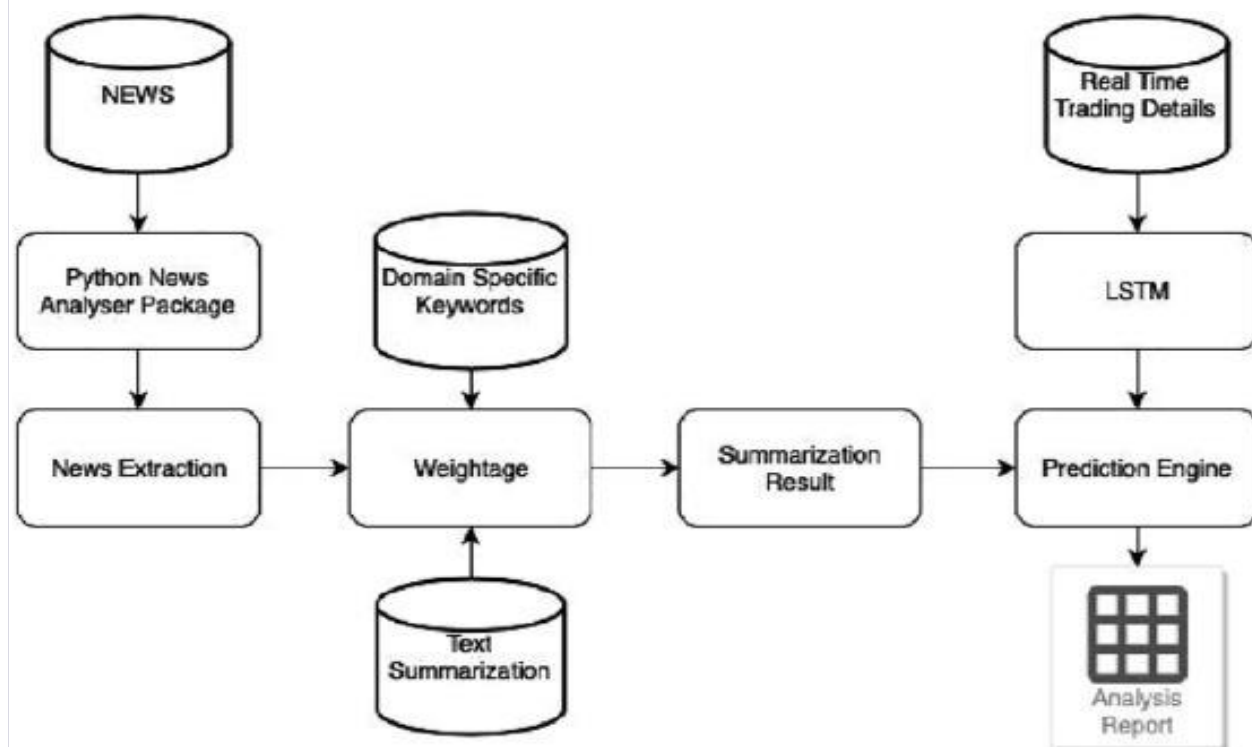 NEWS
Real Time
Trading Details
Python News
Analyser Package
Domain Specific
Keywords
LSTM
News Extraction
Weightage
Summarization
Result
Prediction Engine
Text
Summarization
Analysis
Report